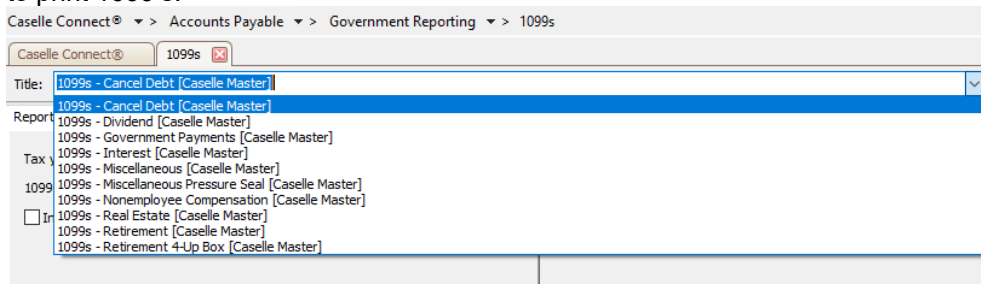 to print 1099's.
Caselle Connect® ▾ > Accounts Payable ▾ > Government Reporting ▾ > 1099s
Caselle Connect® 1099s
Title: 1099s - Cancel Debt [Caselle Master]
1099s - Cancel Debt [Caselle Master]
Report
1099s - Dividend [Caselle Master]
1099s - Government Payments [Caselle Master]
Tax
1099s - Interest [Caselle Master]
1099s - Miscellaneous [Caselle Master]
1099
1099s - Miscellaneous Pressure Seal [Caselle Master]
1099s - Nonemployee Compensation [Caselle Master]
1099s - Real Estate [Caselle Master]
1099s - Retirement [Caselle Master]
1099s - Retirement 4-Up Box [Caselle Master]